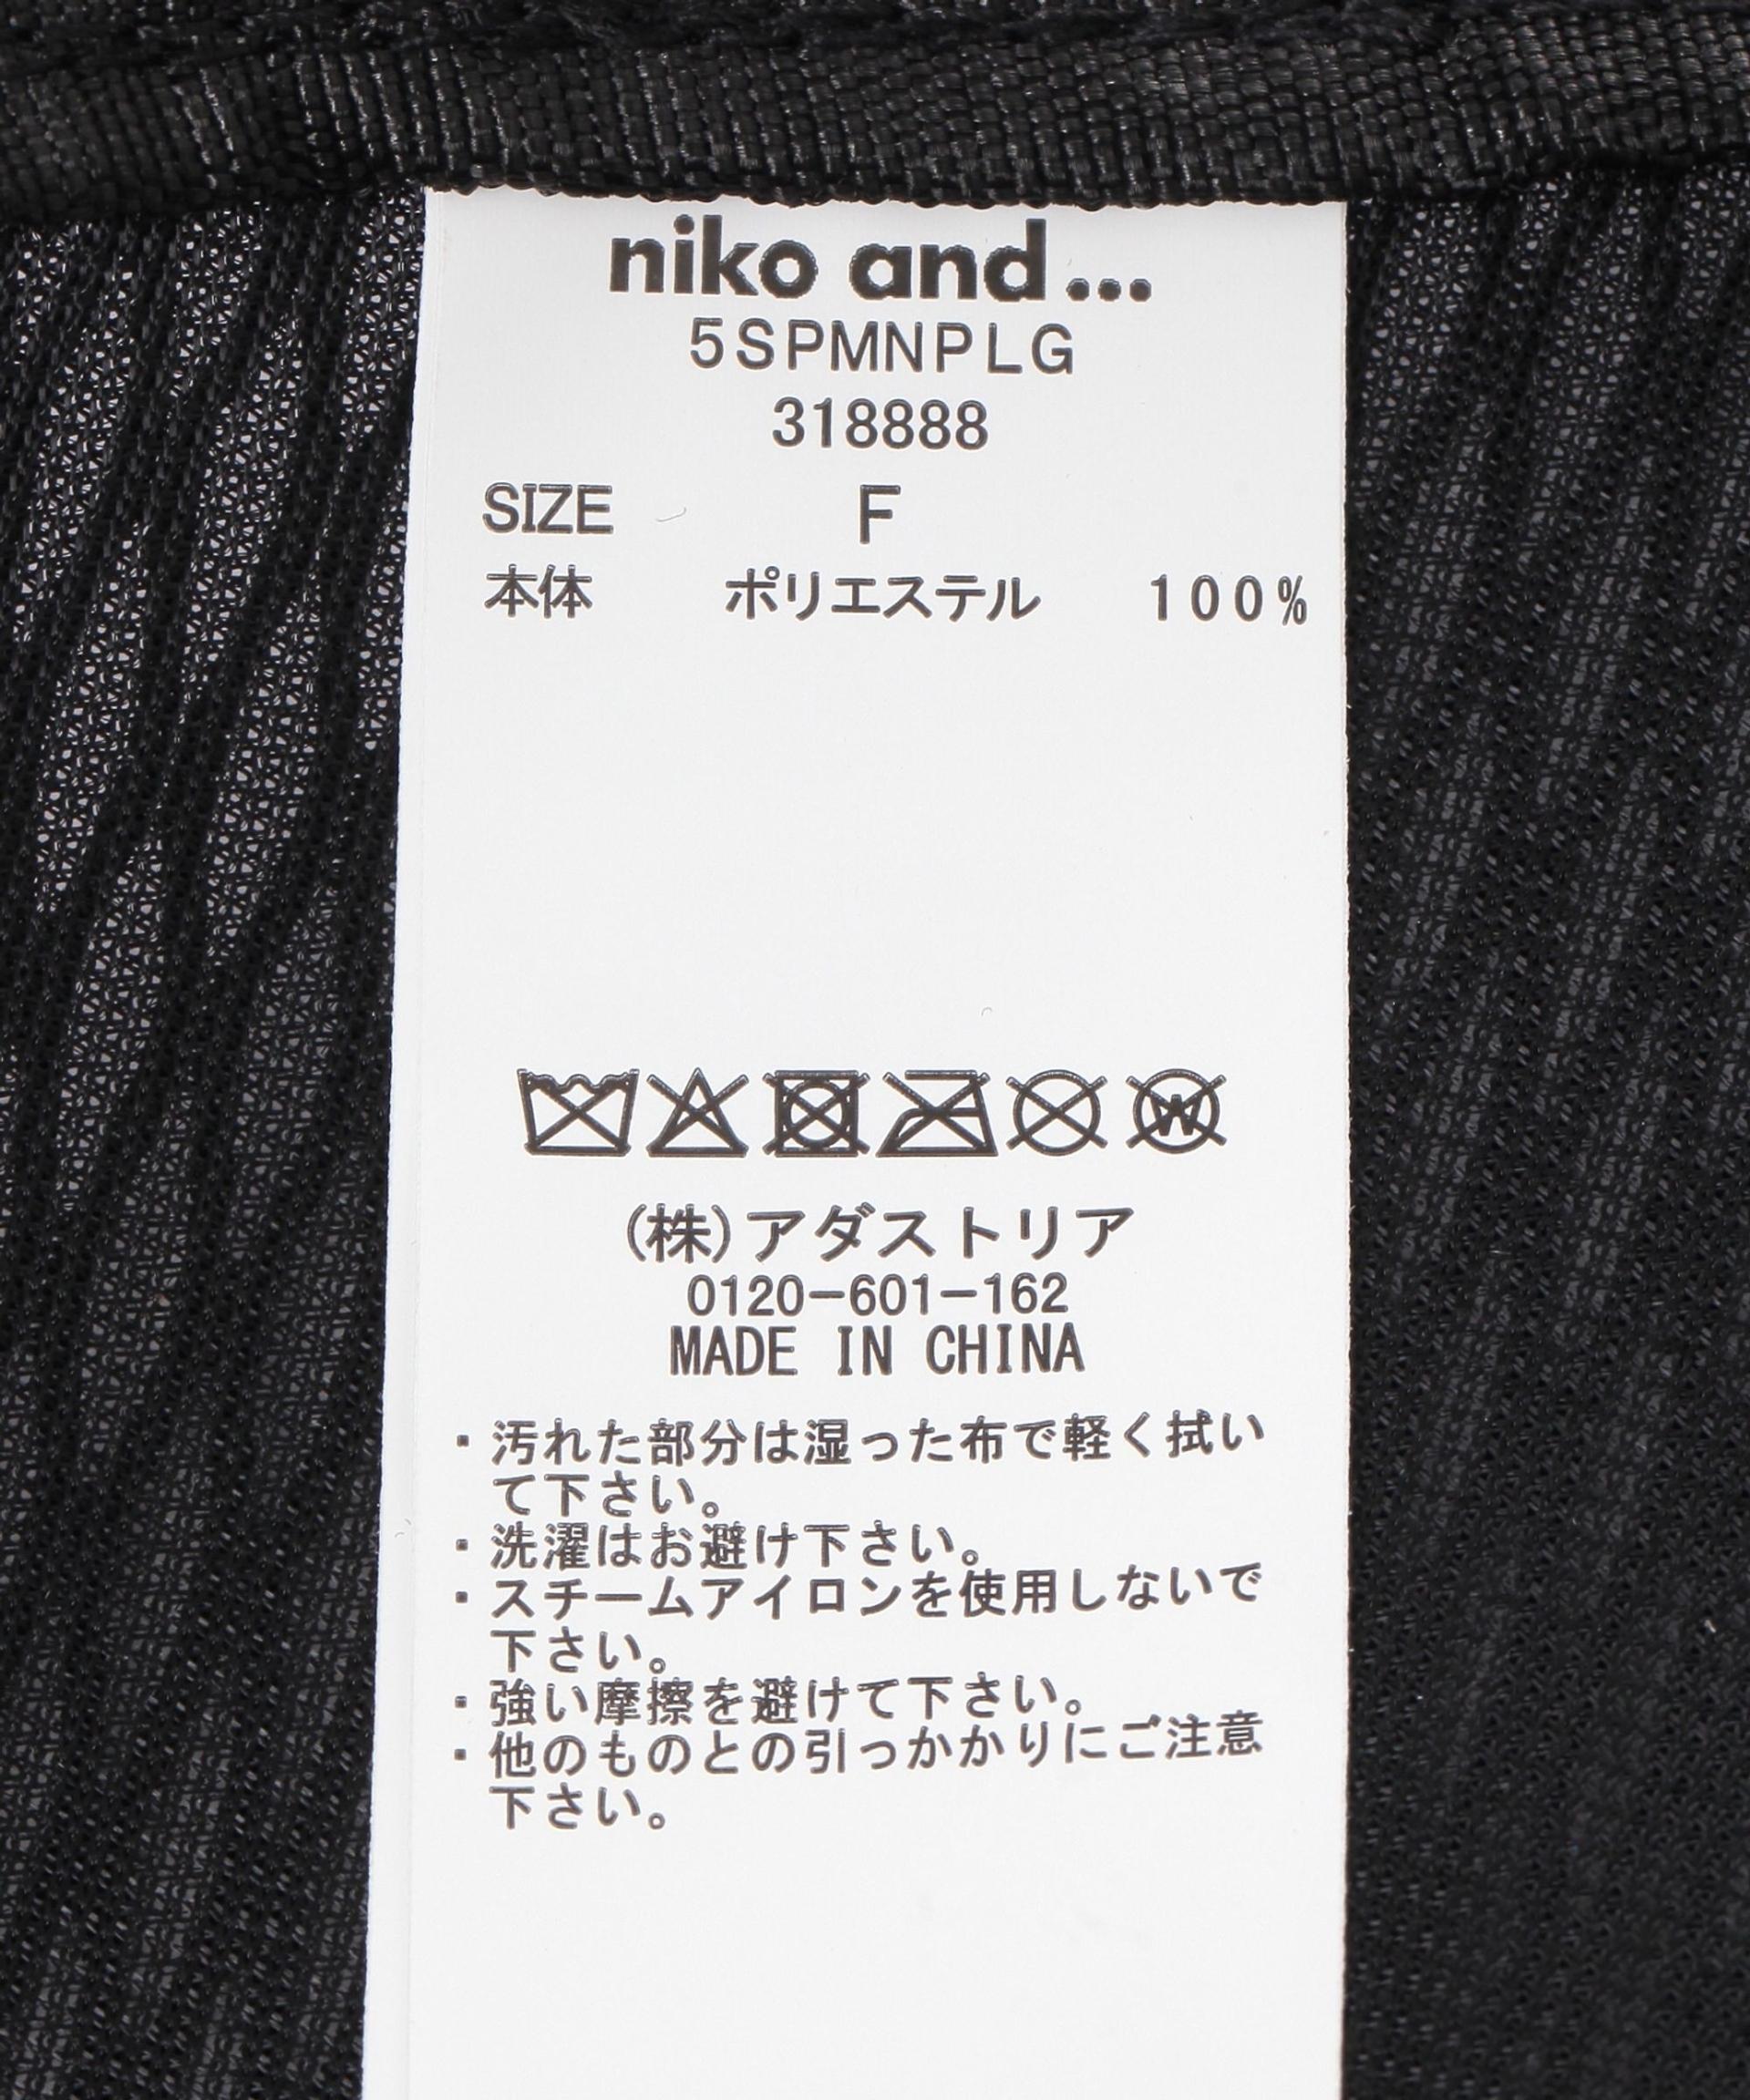 niko and...
5SPMNPLG
318888
SIZE F
本体 ポリエステル 100%
W
(株)アダストリア
0120-601-162
MADE IN CHINA
・汚れた部分は湿った布で軽く拭い
て下さい。
・洗濯はお避け下さい。
・スチームアイロンを使用しないで
下さい。
・強い摩擦を避けて下さい。
・他のものとの引っかかりにご注意
下さい。